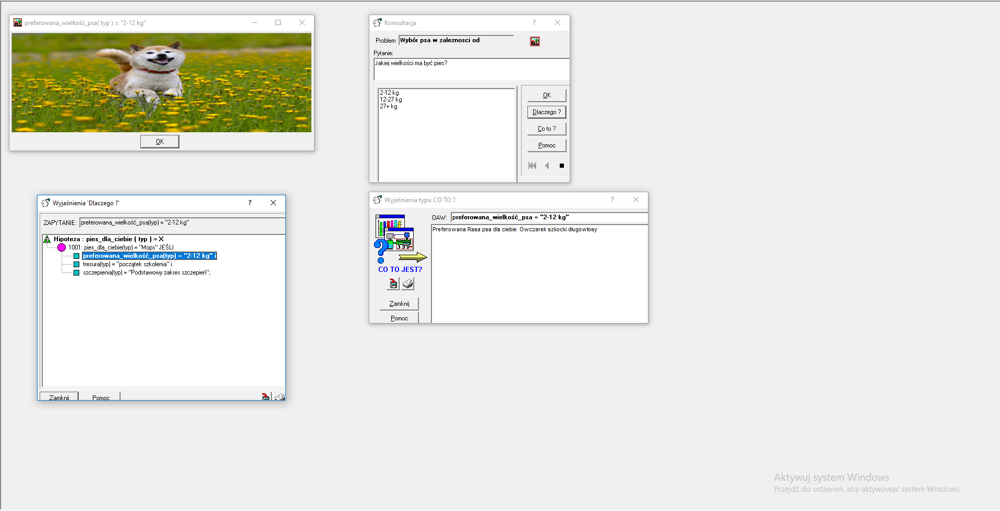 preferowana_wielkość_psa( typ ) = "2-12 kg"
OK
Konsultacja
?
Problem Wybór psa w zaleznosci od
Pytanie:
Jakiej wielkości ma być pies?
2-12 kg
12-27 kg
27+ kg
OK
Dlaczego ?
Co to ?
Pomoc
Wyjaśnienia 'Dlaczego ?'
?
ZAPYTANIE: preferowana_wielkość_psa(typ) = "2-12 kg"
Hipoteza : pies_dla_ciebie ( typ ) = X
1001: pies_dla_ciebie(typ) = "Mops" JEŚLI
preferowana_wielkość_psa(typ) = "2-12 kg" i
tresura(typ) = "początek szkolenia" i
szczepienia(typ) = "Podstawowy zakres szczepień";
Zamknij
Pomoc
Wyjaśnienia typu CO TO ?
?
OAW: preferowana_wielkość_psa = "2-12 kg"
Preferowana Rasa psa dla ciebie: Owczarek szkocki długowłosy
CO TO JEST?
Zamknij
Pomoc
Aktywuj system Windows
Przejdź do ustawień, aby aktywować system Windows.